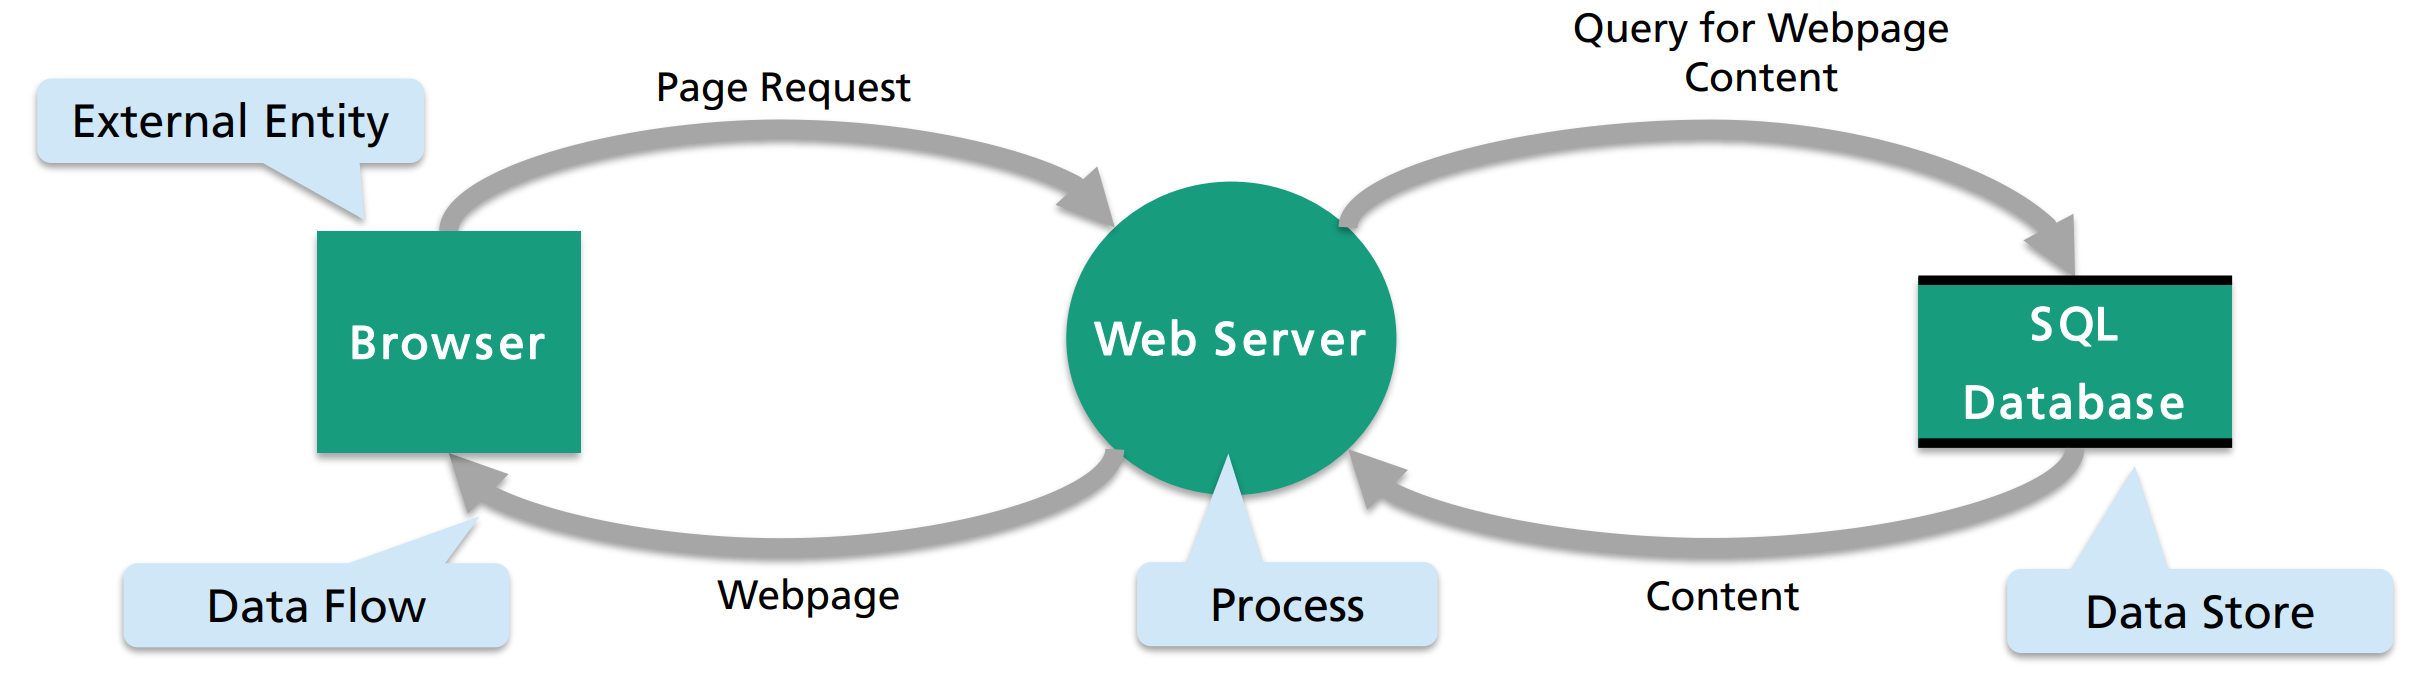 Query for Webpage
Content
Page Request
External Entity
Browser
Web Server
SQL
Database
Data Flow
Webpage
Process
Content
Data Store